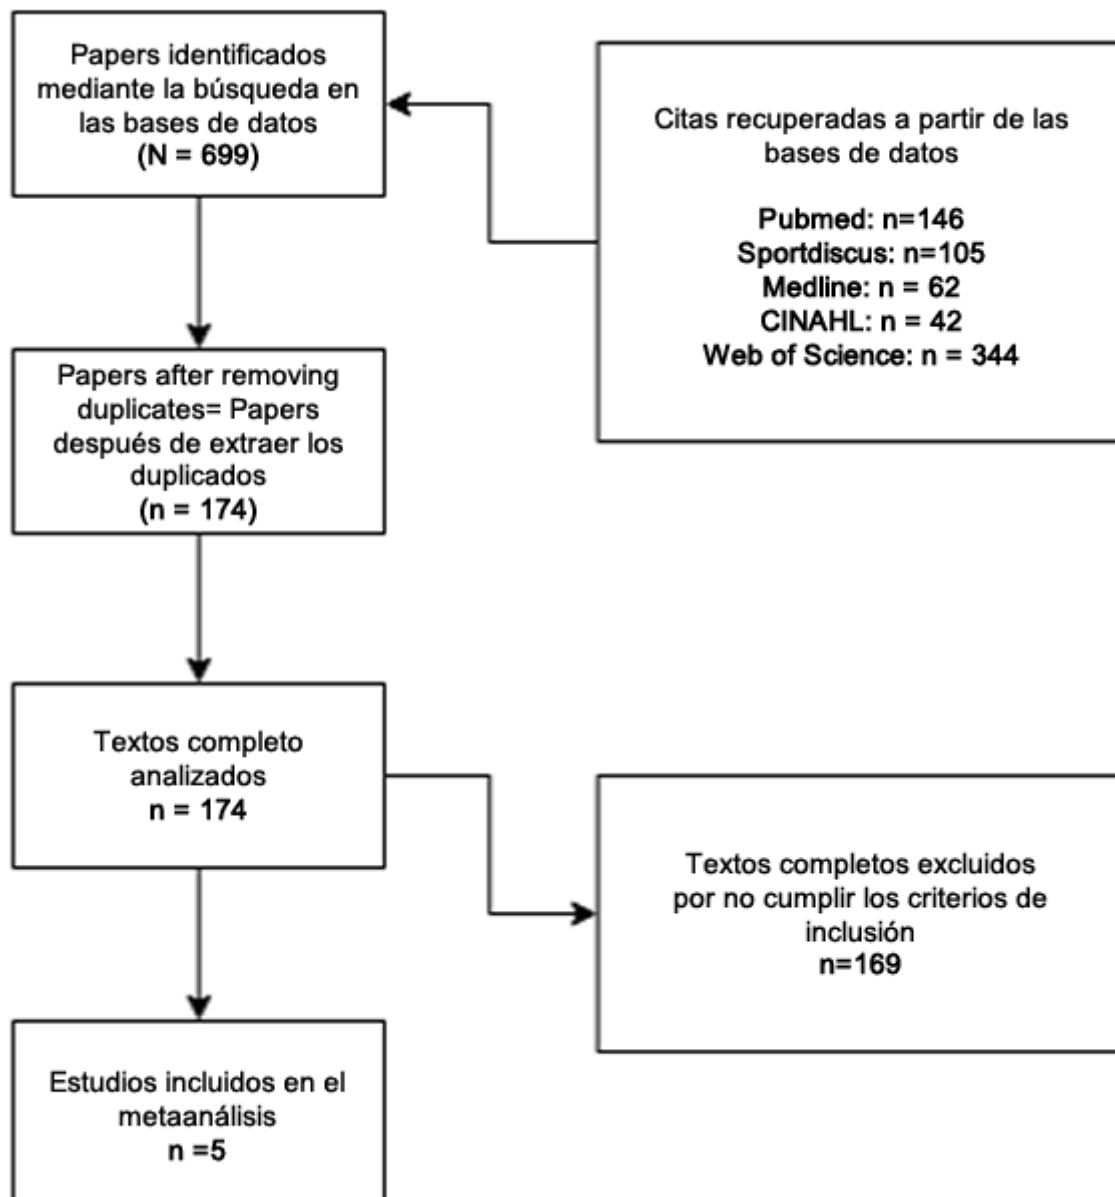 Papers identificados
mediante la búsqueda en
las bases de datos
(N = 699)
Citas recuperadas a partir de las
bases de datos
Pubmed: n=146
Sportdiscus: n=105
Medline: n = 62
CINAHL: n = 42
Web of Science: n = 344
Papers after removing
duplicates= Papers
después de extraer los
duplicados
(n = 174)
Textos completo
analizados
n = 174
Textos completos excluidos
por no cumplir los criterios de
inclusión
n=169
Estudios incluidos en el
metaanálisis
n =5